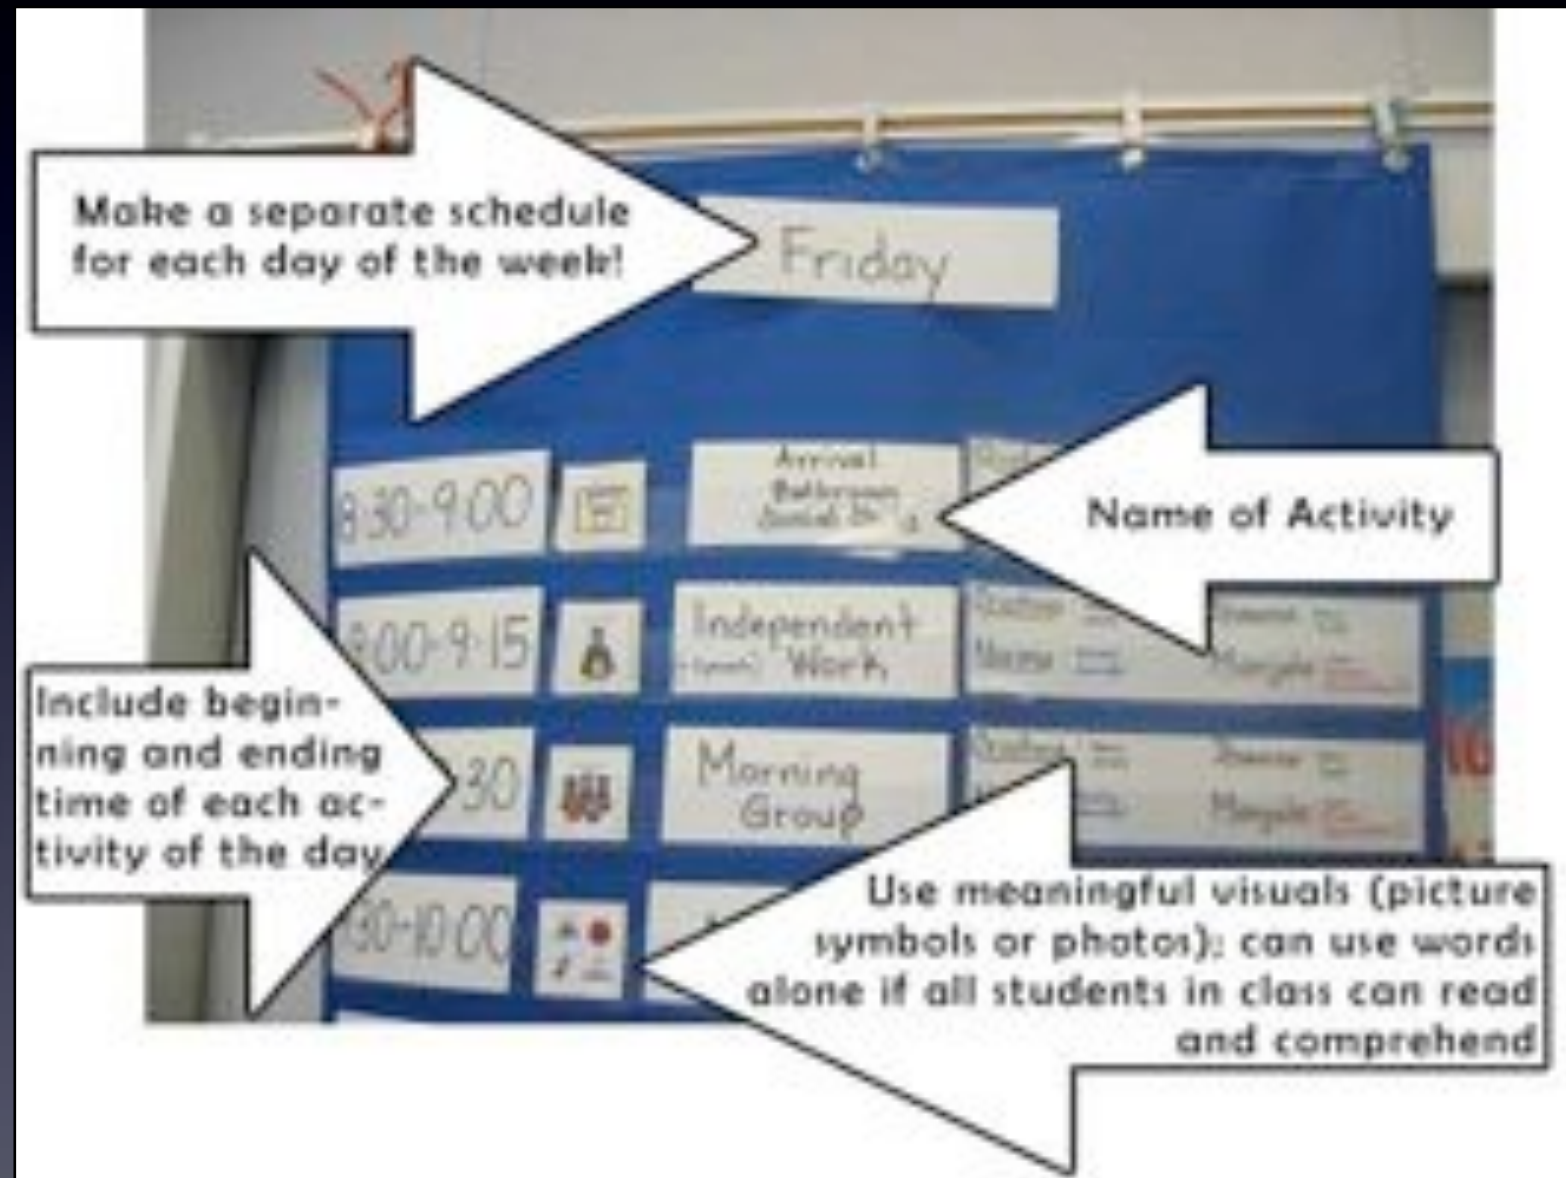 Make a separate schedule
for each day of the week!
Friday
Arrival
Bathroom
Name of Activity
8:30-9:00
9:00-9:15
Independent
Work
Include begin-
ning and ending
time of each ac-
tivity of the day
30
Morning
Group
30-10:00
Use meaningful visuals (picture
symbols or photos); can use words
alone if all students in class can read
and comprehend